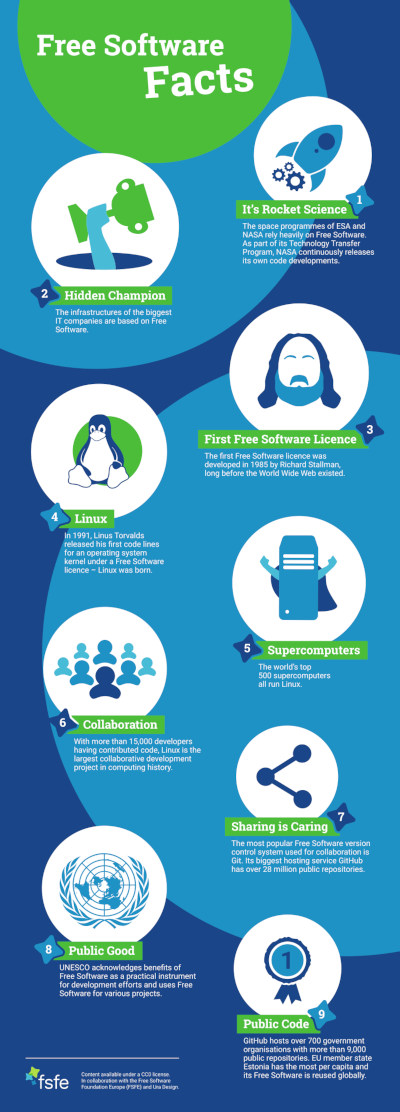 Free Software
Facts
1
It's Rocket Science
The space programmes of ESA and
NASA rely heavily on Free Software.
As part of its Technology Transfer
Program, NASA continuously releases
its own code developments.
2
Hidden Champion
The infrastructures of the biggest
IT companies are based on Free
Software.
3
First Free Software Licence
The first Free Software licence was
developed in 1985 by Richard Stallman,
long before the World Wide Web existed.
4
Linux
In 1991, Linus Torvalds
released his first code lines
for an operating system
kernel under a Free Software
licence – Linux was born.
5
Supercomputers
The world's top
500 supercomputers
all run Linux.
6
Collaboration
With more than 15,000 developers
having contributed code, Linux is the
largest collaborative development
project in computing history.
7
Sharing is Caring
The most popular Free Software version
control system used for collaboration is
Git. Its biggest hosting service GitHub
has over 28 million public repositories.
8
Public Good
UNESCO acknowledges benefits of
Free Software as a practical instrument
for development efforts and uses Free
Software for various projects.
1
9
Public Code
GitHub hosts over 700 government
organisations with more than 9,000
public repositories. EU member state
Estonia has the most per capita and
its Free Software is reused globally.
fsfe
Content available under a CC0 license.
In collaboration with the Free Software
Foundation Europe (FSFE) and Ura Design.